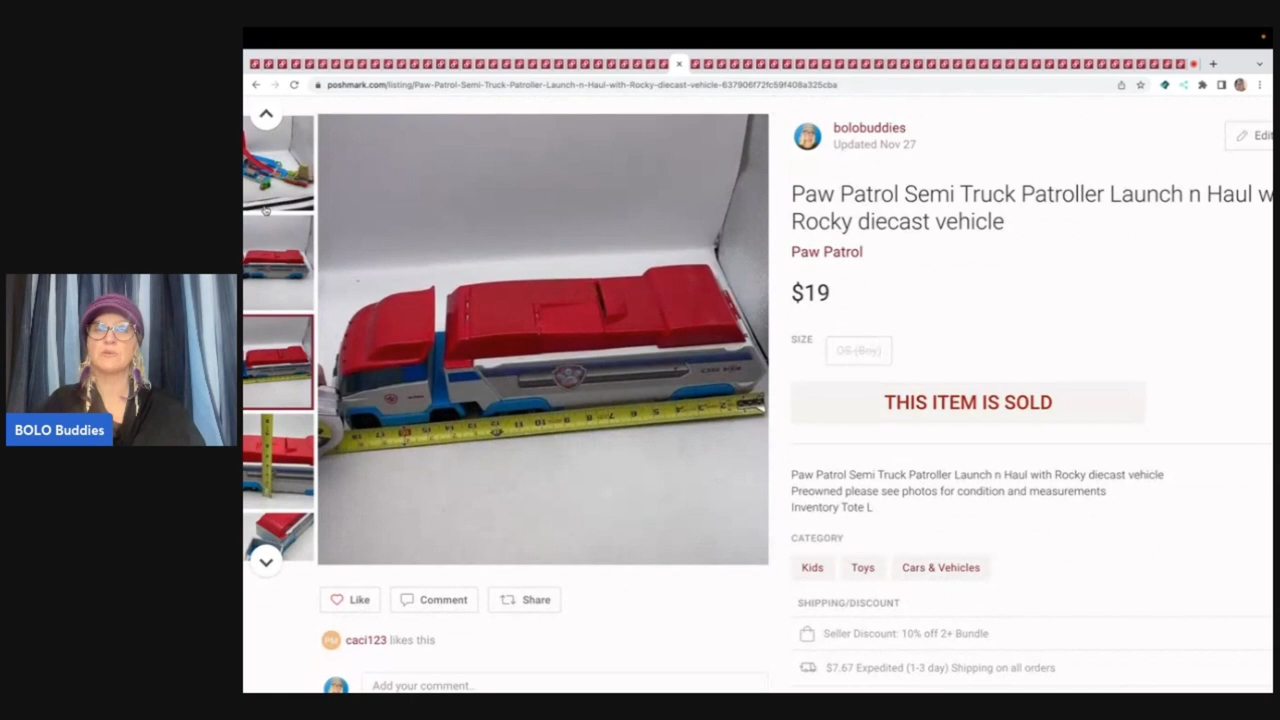 poshmark.com/listing/Paw-Patrol-Semi-Truck-Patroller-Launch-n-Haul-with-Rocky-diecast-vehicle-637906f72fc59f408a325cba
bolobuddies
Updated Nov 27
Edit
Paw Patrol Semi Truck Patroller Launch n Haul w
Rocky diecast vehicle
Paw Patrol
$19
SIZE
OS (Boy)
THIS ITEM IS SOLD
BOLO Buddies
Paw Patrol Semi Truck Patroller Launch n Haul with Rocky diecast vehicle
Preowned please see photos for condition and measurements
Inventory Tote L
CATEGORY
Kids
Toys
Cars & Vehicles
Like
Comment
Share
SHIPPING/DISCOUNT
Seller Discount: 10% off 2+ Bundle
caci123 likes this
$7.67 Expedited (1-3 day) Shipping on all orders
Add your comment..